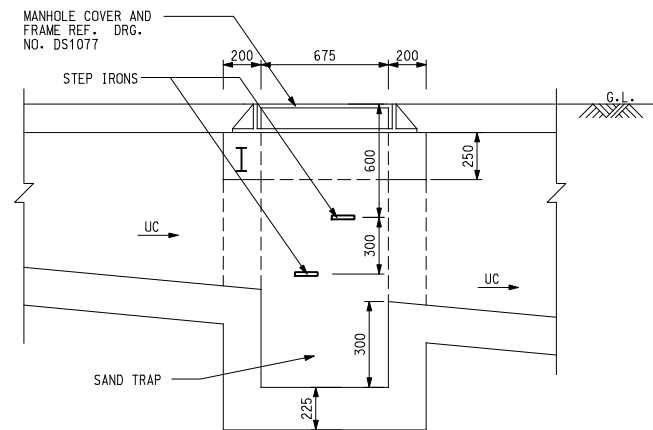 MANHOLE COVER AND
FRAME REF. DRG.
NO. DS1077
200
675
200
STEP IRONS
G.L.
600
250
300
UC
UC
300
SAND TRAP
225